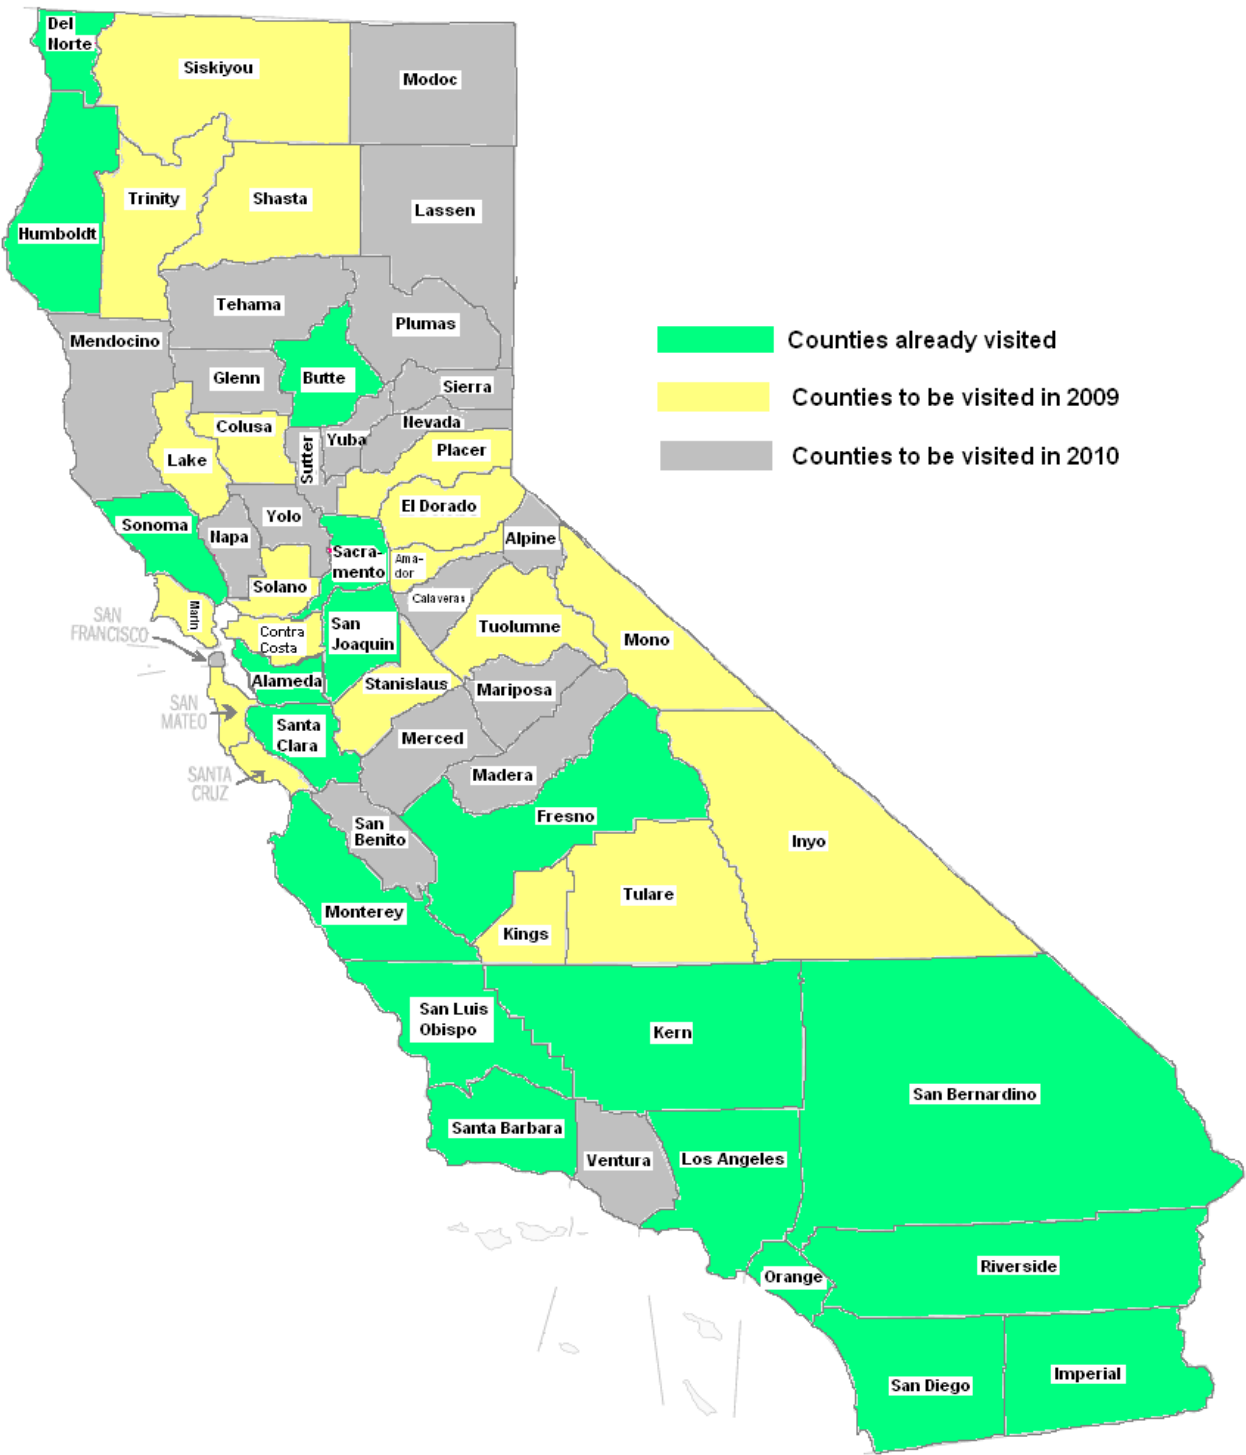 Del
Norte
Siskiyou
Modoc
Trinity
Shasta
Lassen
Humboldt
Tehama
Plumas
Mendocino
Counties already visited
Glenn
Butte
Sierra
Counties to be visited in 2009
Colusa
Nevada
Yuba
Placer
Sutter
Lake
Counties to be visited in 2010
El Dorado
Yolo
Sonoma
Napa
Alpine
Sacra-
mento
Ama-
dor
Solano
Calaveras
Marin
SAN
FRANCISCO
Contra
Costa
San
Joaquin
Tuolumne
Mono
Alameda
Stanislaus
Mariposa
SAN
MATEO
Santa
Clara
Merced
Madera
SANTA
CRUZ
San
Benito
Fresno
Inyo
Tulare
Monterey
Kings
San Luis
Obispo
Kern
San Bernardino
Santa Barbara
Ventura
Los Angeles
Riverside
Orange
San Diego
Imperial